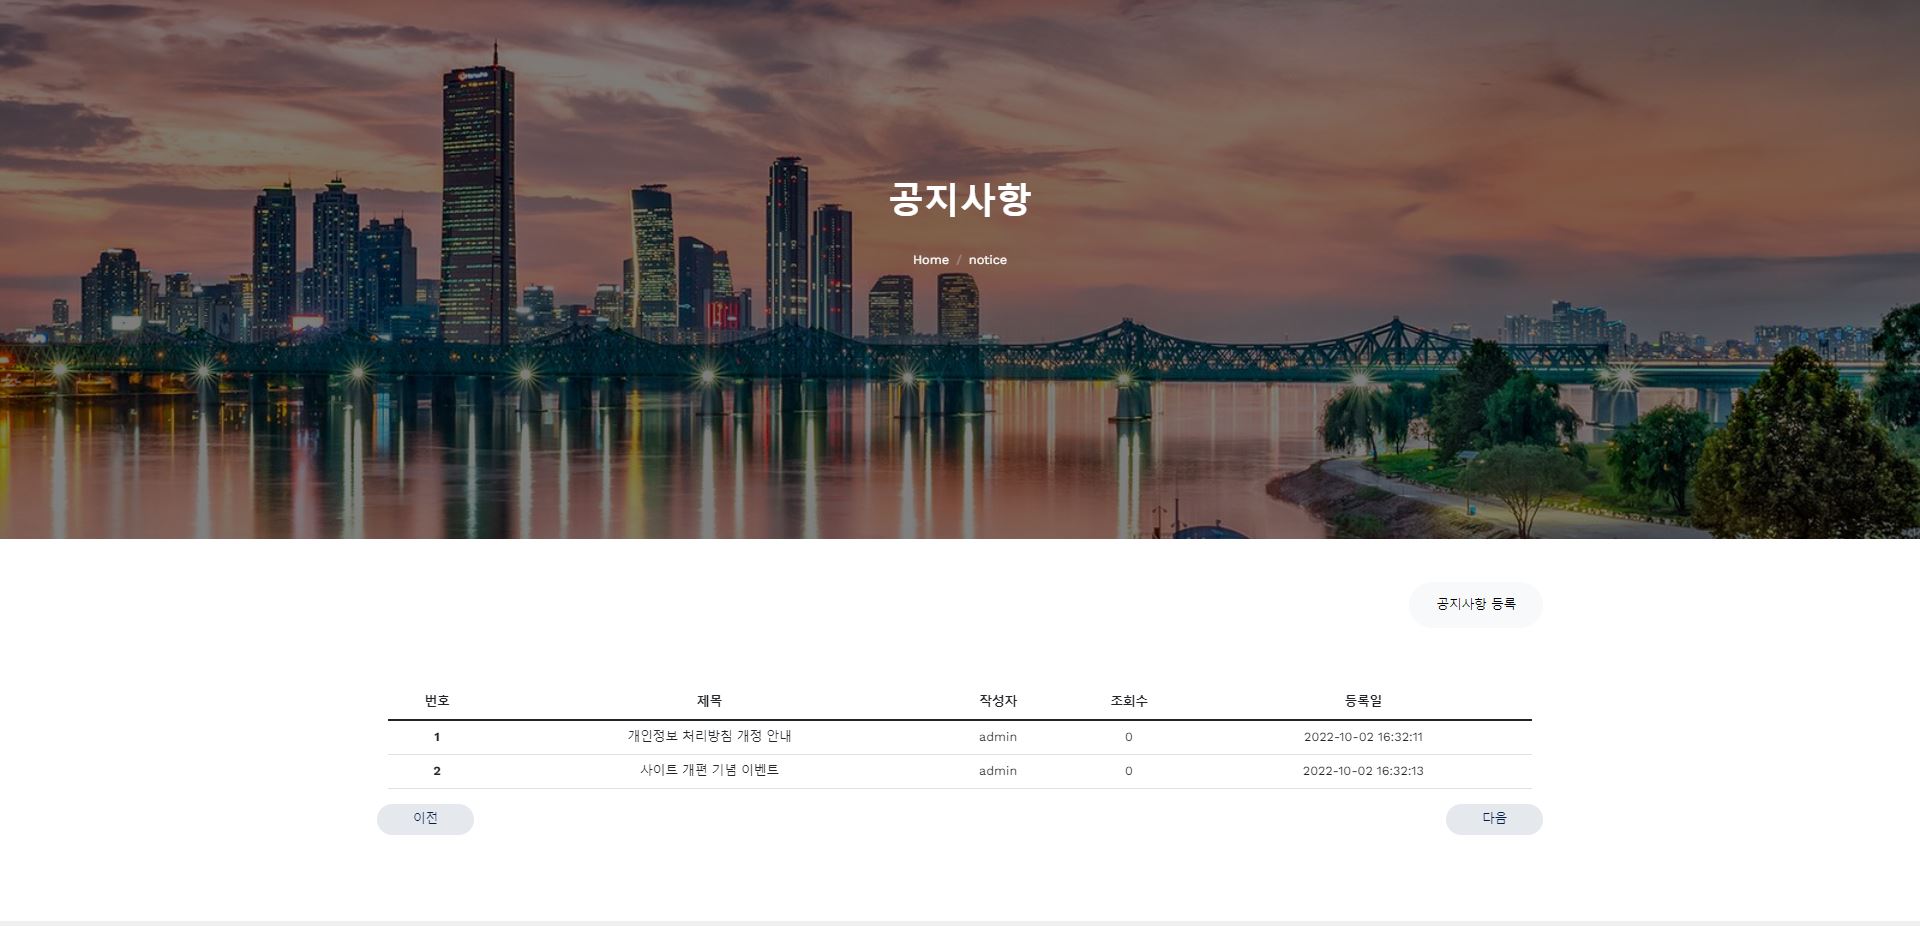 Hanwha
공지사항
Home / notice
공지사항 등록
번호 제목 작성자 조회수 등록일
1 개인정보 처리방침 개정 안내 admin 0 2022-10-02 16:32:11
2 사이트 개편 기념 이벤트 admin 0 2022-10-02 16:32:13
이전 다음